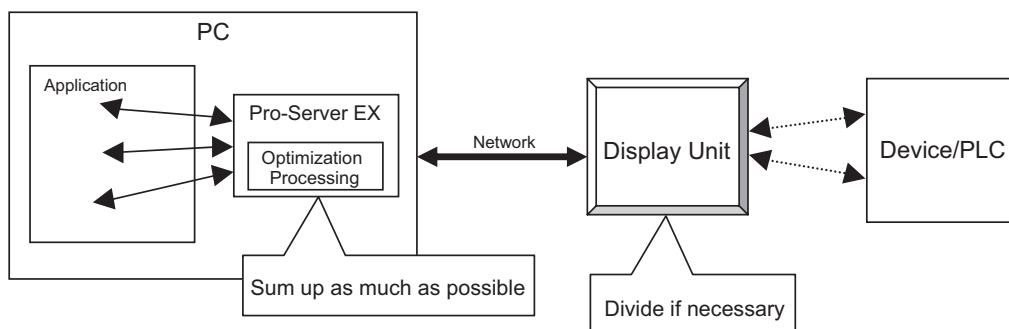 PC
Application
Pro-Server EX
Optimization
Processing
Network
Display Unit
Device/PLC
Sum up as much as possible
Divide if necessary